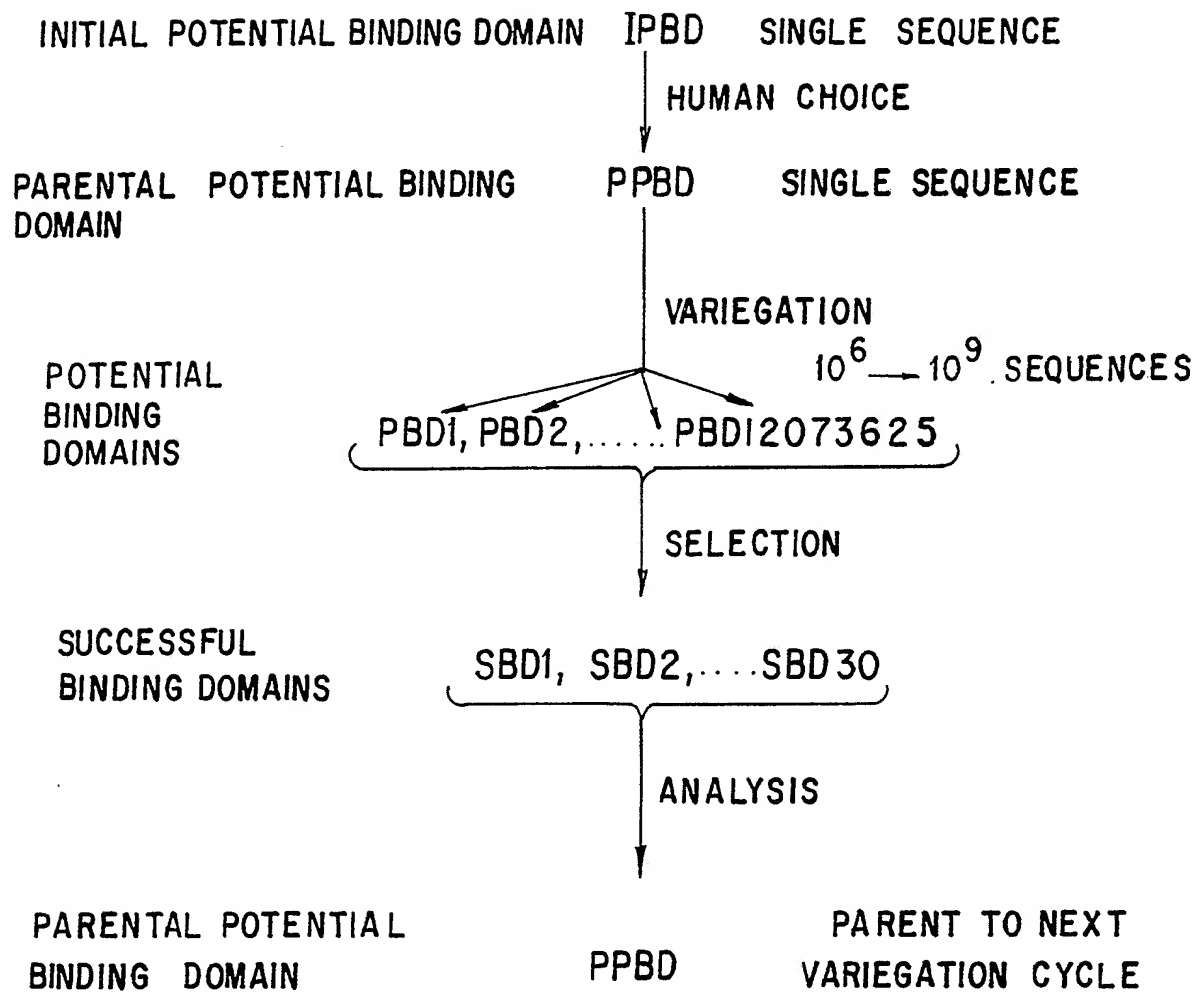 INITIAL POTENTIAL BINDING DOMAIN IPBD SINGLE SEQUENCE
HUMAN CHOICE
PARENTAL POTENTIAL BINDING DOMAIN PPBD SINGLE SEQUENCE
VARIEGATION
10⁶ → 10⁹ . SEQUENCES
POTENTIAL
BINDING
DOMAINS
PBD1, PBD2,...... PBD12073625
SELECTION
SUCCESSFUL
BINDING DOMAINS
SBD1, SBD2,....SBD30
ANALYSIS
PARENTAL POTENTIAL
BINDING DOMAIN
PPBD
PARENT TO NEXT
VARIEGATION CYCLE